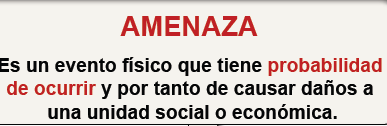 AMENAZA
Es un evento físico que tiene probabilidad
de ocurrir y por tanto de causar daños a
una unidad social o económica.